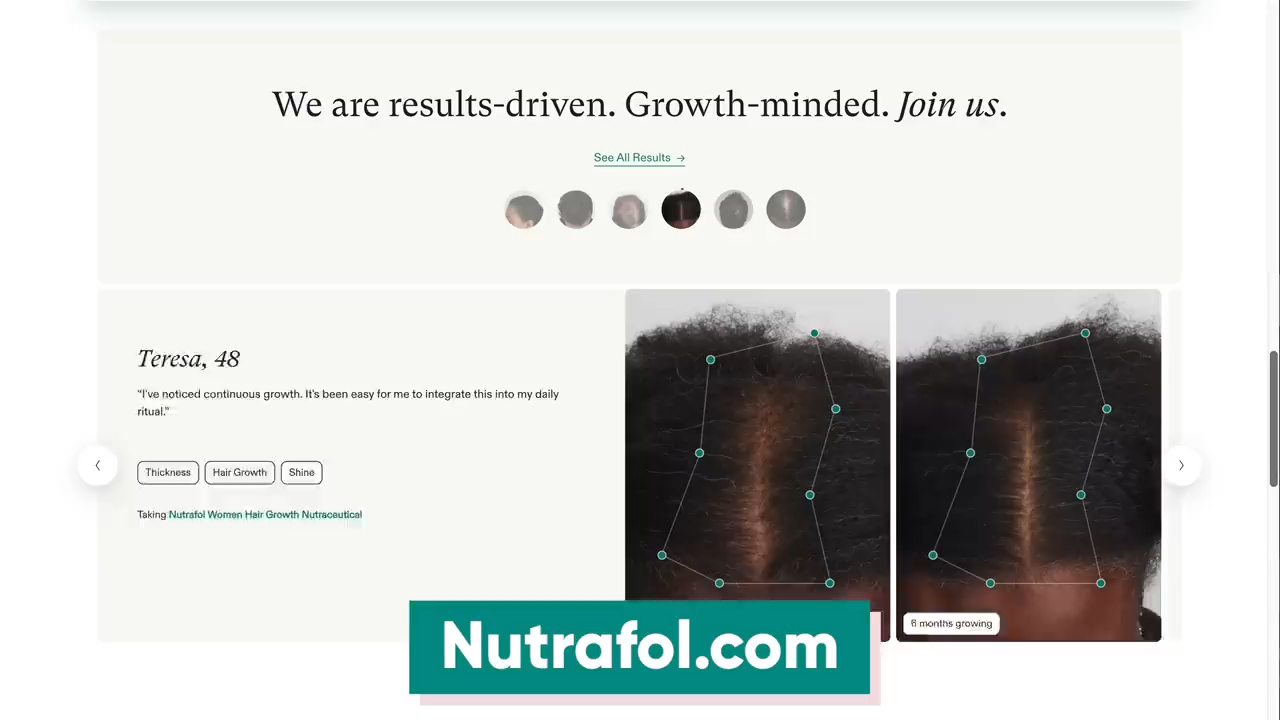 We are results-driven. Growth-minded. Join us.
See All Results →
Teresa, 48
“I’ve noticed continuous growth. It’s been easy for me to integrate this into my daily
ritual.”
Thickness
Hair Growth
Shine
Taking Nutrafol Women Hair Growth Nutraceutical
6 months growing
Nutrafol.com